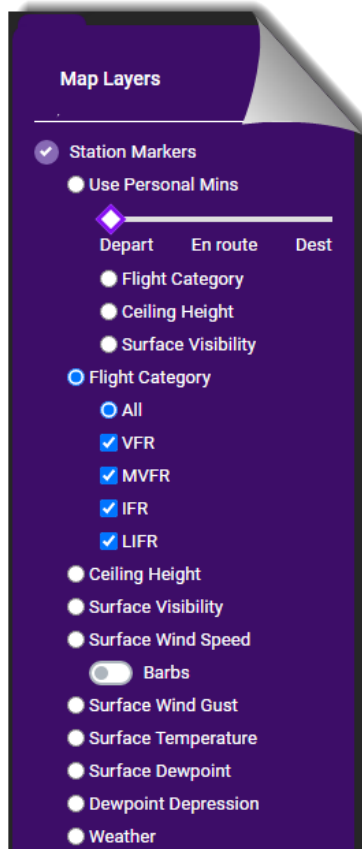 Map Layers
Station Markers
Use Personal Mins
Depart En route Dest
Flight Category
Ceiling Height
Surface Visibility
Flight Category
All
VFR
MVFR
IFR
LIFR
Ceiling Height
Surface Visibility
Surface Wind Speed
Barbs
Surface Wind Gust
Surface Temperature
Surface Dewpoint
Dewpoint Depression
Weather